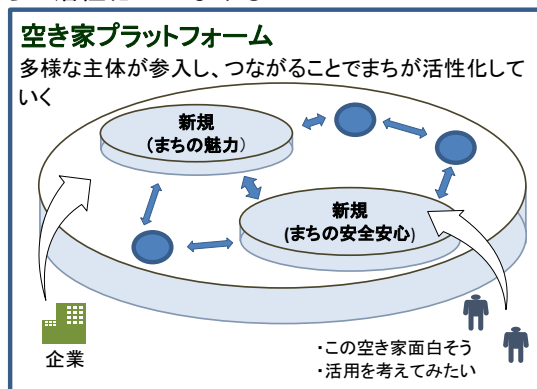 空き家プラットフォーム
多様な主体が参入し、つながることでまちが活性化して
いく
新規
(まちの魅力)
新規
(まちの安全安心)
企業
・この空き家面白そう
・活用を考えてみたい